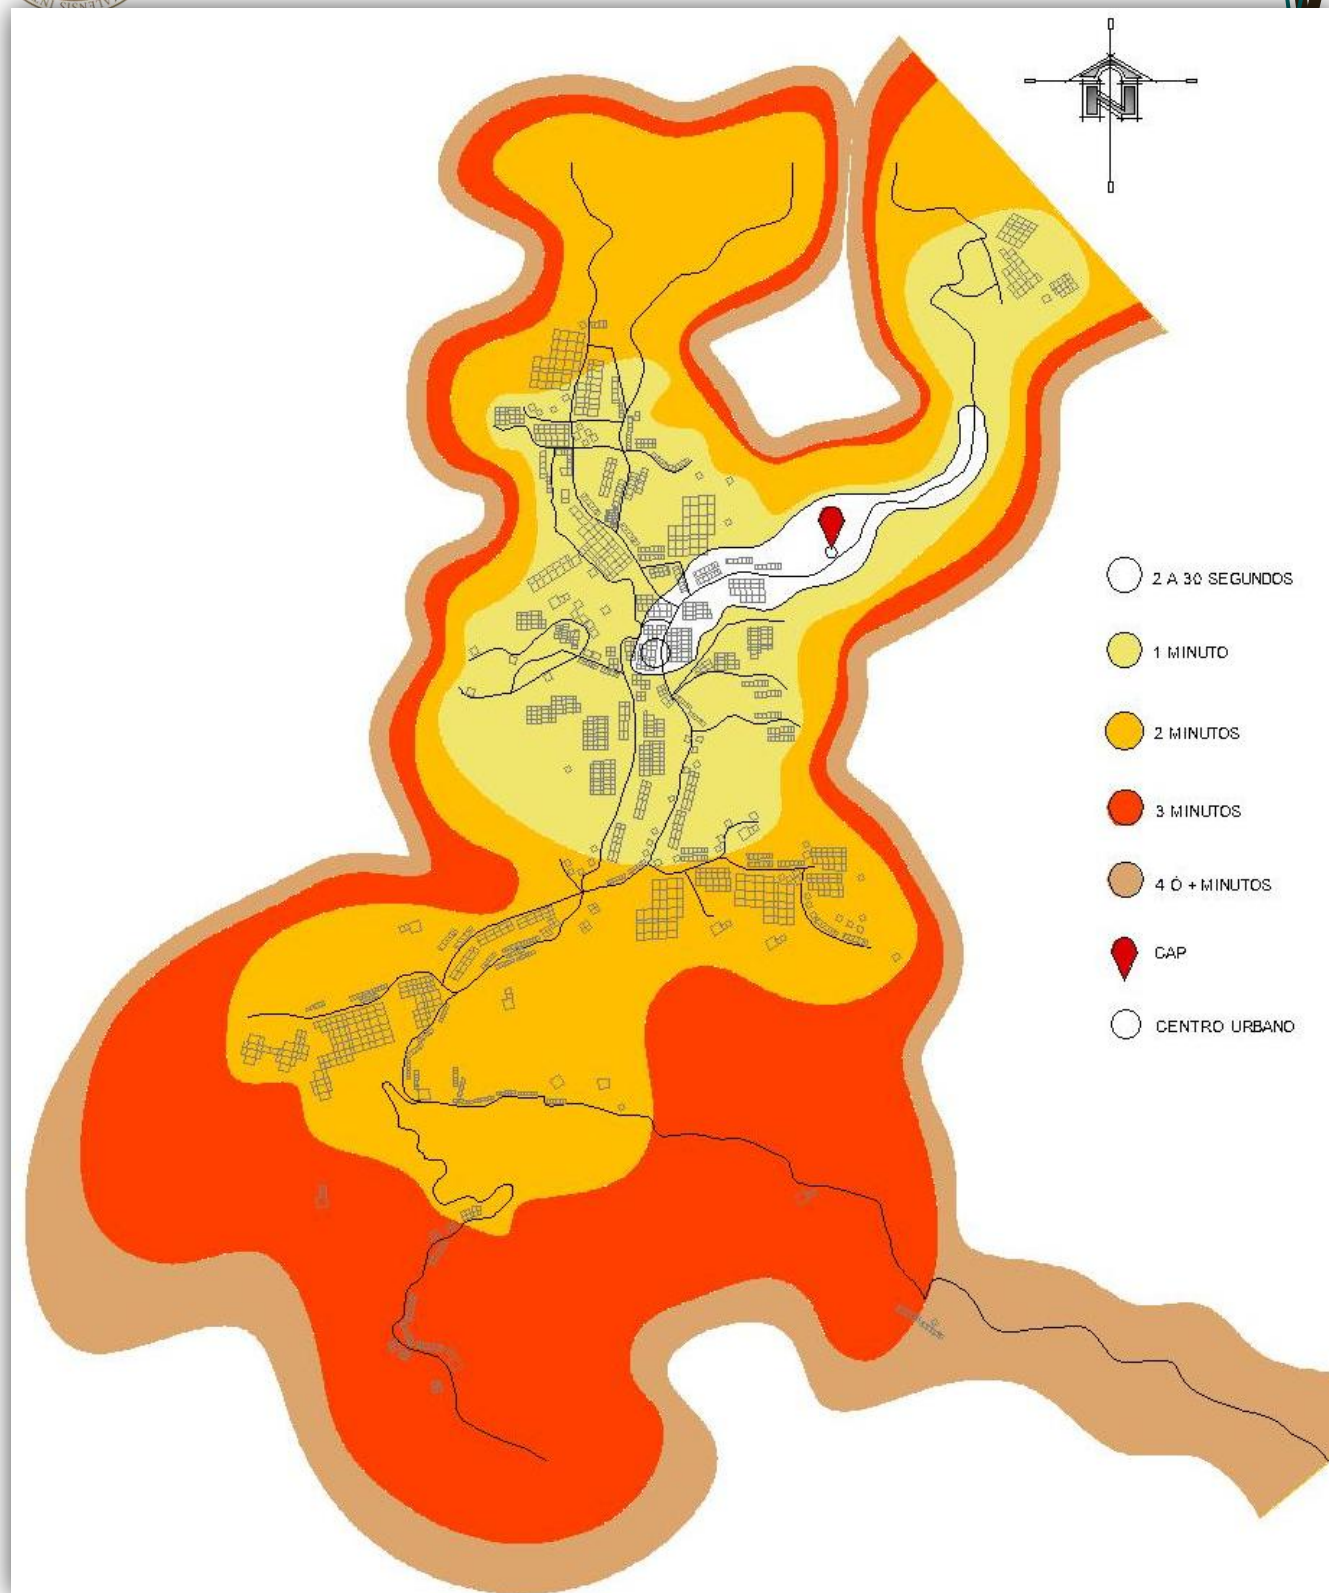 N
2 A 30 SEGUNDOS
1 MINUTO
2 MINUTOS
3 MINUTOS
4 Ó + MINUTOS
CAP
CENTRO URBANO